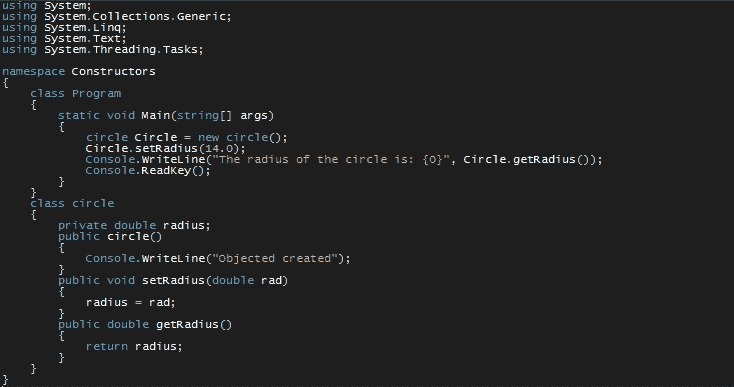 using System;
using System.Collections.Generic;
using System.Linq;
using System.Text;
using System.Threading.Tasks;

namespace Constructors
{
    class Program
    {
        static void Main(string[] args)
        {
            circle Circle = new circle();
            Circle.setRadius(14.0);
            Console.WriteLine("The radius of the circle is: {0}", Circle.getRadius());
            Console.ReadKey();
        }
    }
    class circle
    {
        private double radius;
        public circle()
        {
            Console.WriteLine("Objected created");
        }
        public void setRadius(double rad)
        {
            radius = rad;
        }
        public double getRadius()
        {
            return radius;
        }
    }
}